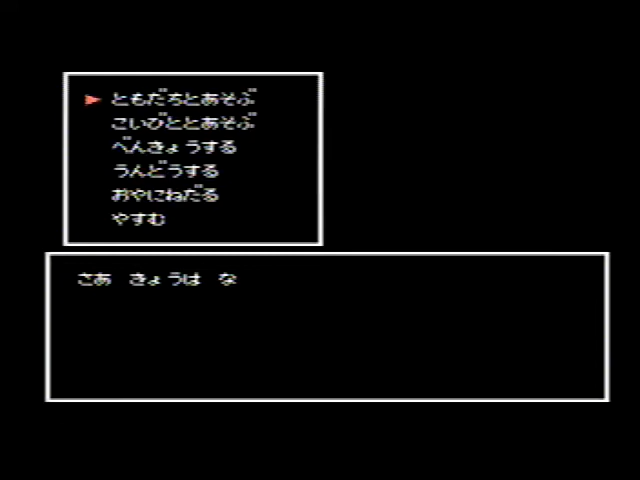 ともだちとあそぶ
こいびととあそぶ
べんきょうする
うんどうする
おやにねだる
やすむ
さあ　きょうは　な